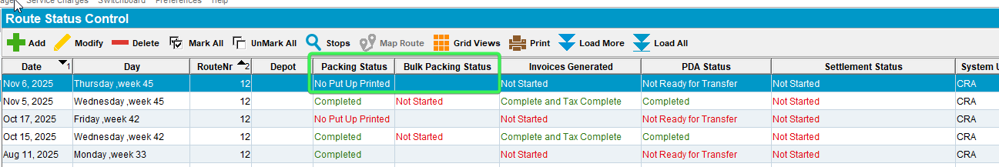 Service Charges Switchboard Preferences Help
Route Status Control
Add Modify Delete Mark All UnMark All Stops Map Route Grid Views Print Load More Load All
Date 1 Day RouteNr 2 Depot Packing Status Bulk Packing Status Invoices Generated PDA Status Settlement Status System U
Nov 6, 2025 Thursday ,week 45 12 No Put Up Printed Not Started Not Ready for Transfer Not Started CRA
Nov 5, 2025 Wednesday ,week 45 12 Completed Not Started Complete and Tax Complete Completed Not Started CRA
Oct 17, 2025 Friday ,week 42 12 No Put Up Printed Not Started Not Ready for Transfer Not Started CRA
Oct 15, 2025 Wednesday ,week 42 12 Completed Not Started Complete and Tax Complete Completed Not Started CRA
Aug 11, 2025 Monday ,week 33 12 Completed Not Started Not Ready for Transfer Not Started CRA